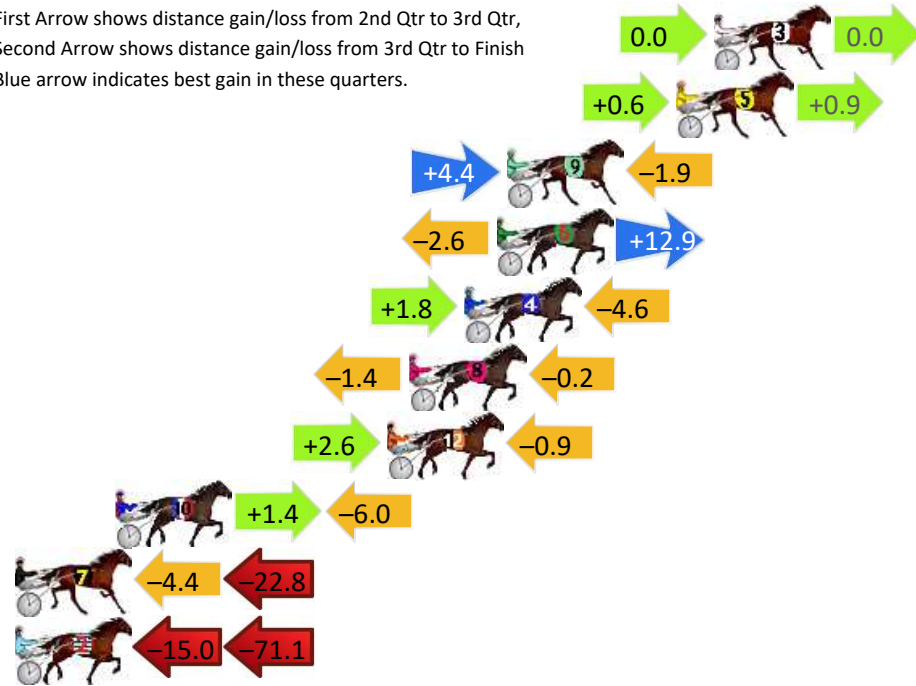 First Arrow shows distance gain/loss from 2nd Qtr to 3rd Qtr,
Second Arrow shows distance gain/loss from 3rd Qtr to Finish
Blue arrow indicates best gain in these quarters.
0.0 3 0.0
+0.6 5 +0.9
+4.4 9 –1.9
–2.6 +12.9
+1.8 4 –4.6
–1.4 8 –0.2
+2.6 12 –0.9
10 +1.4 –6.0
7 –4.4 –22.8
2 –15.0 –71.1